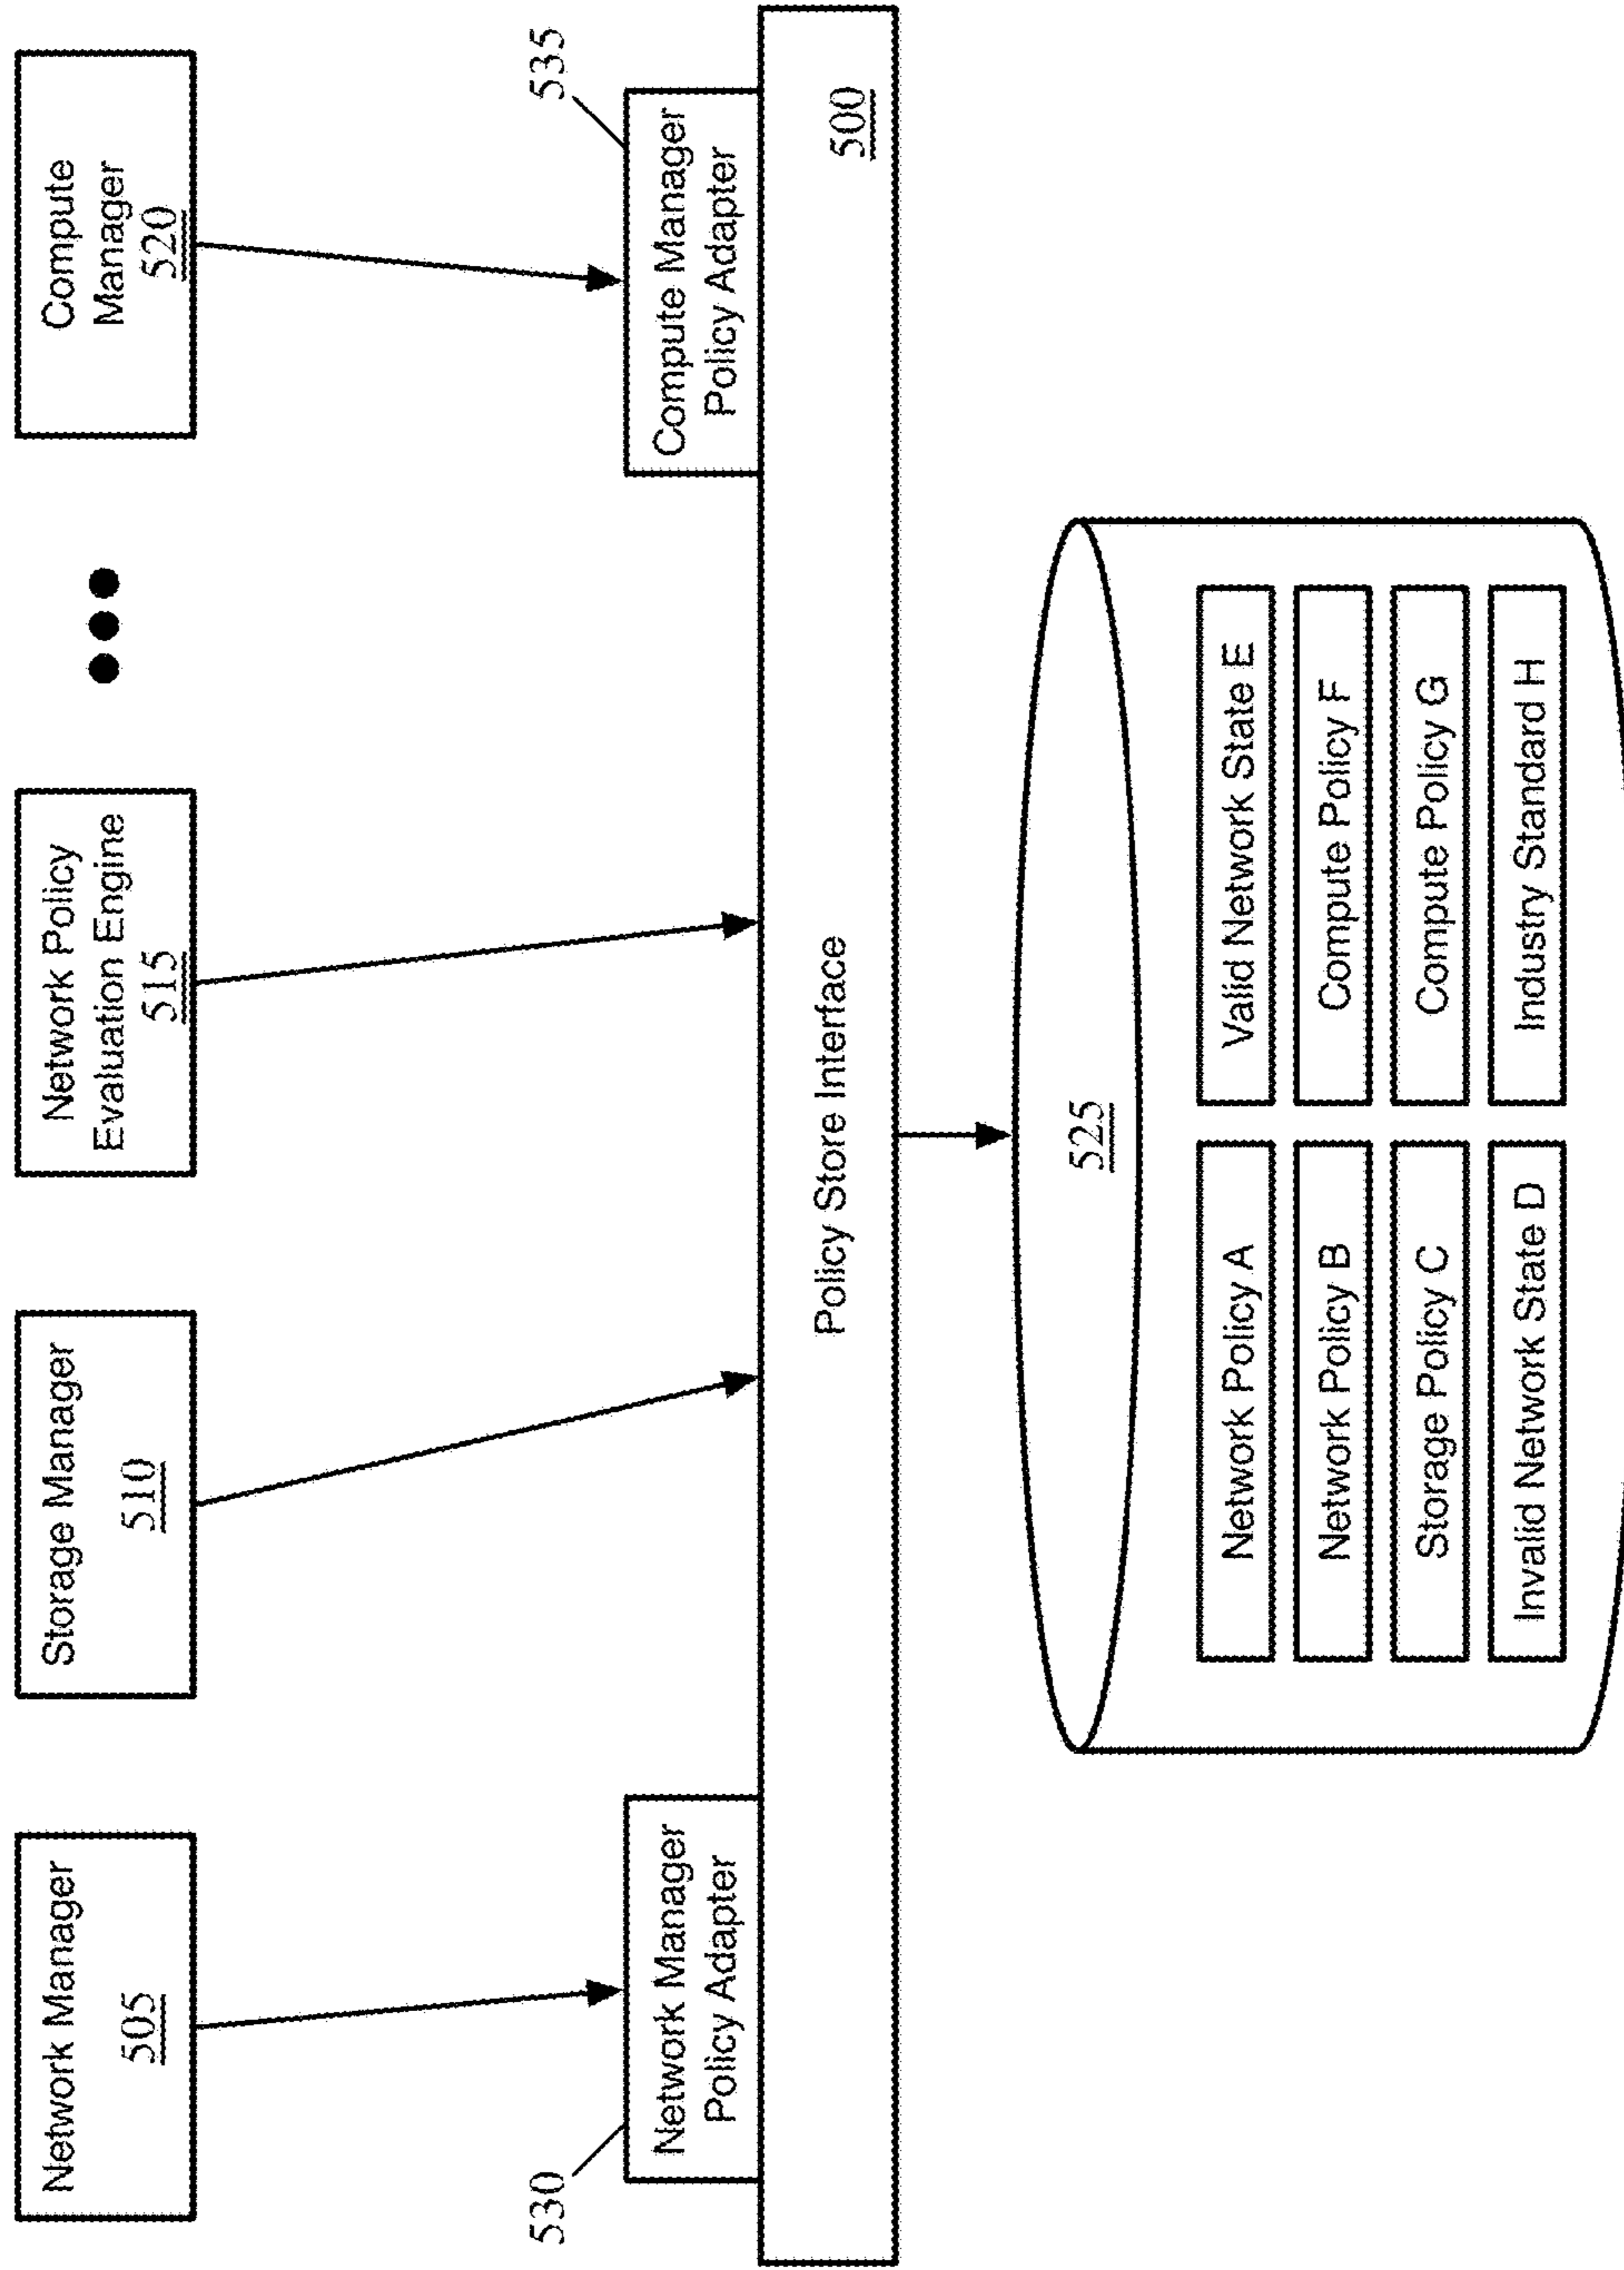 Network Manager
505
Storage Manager
510
Network Policy
Evaluation Engine
515
Compute
Manager
520
530
Network Manager
Policy Adapter
535
Compute Manager
Policy Adapter
Policy Store Interface
500
525
Network Policy A
Valid Network State E
Network Policy B
Compute Policy F
Storage Policy C
Compute Policy G
Invalid Network State D
Industry Standard H